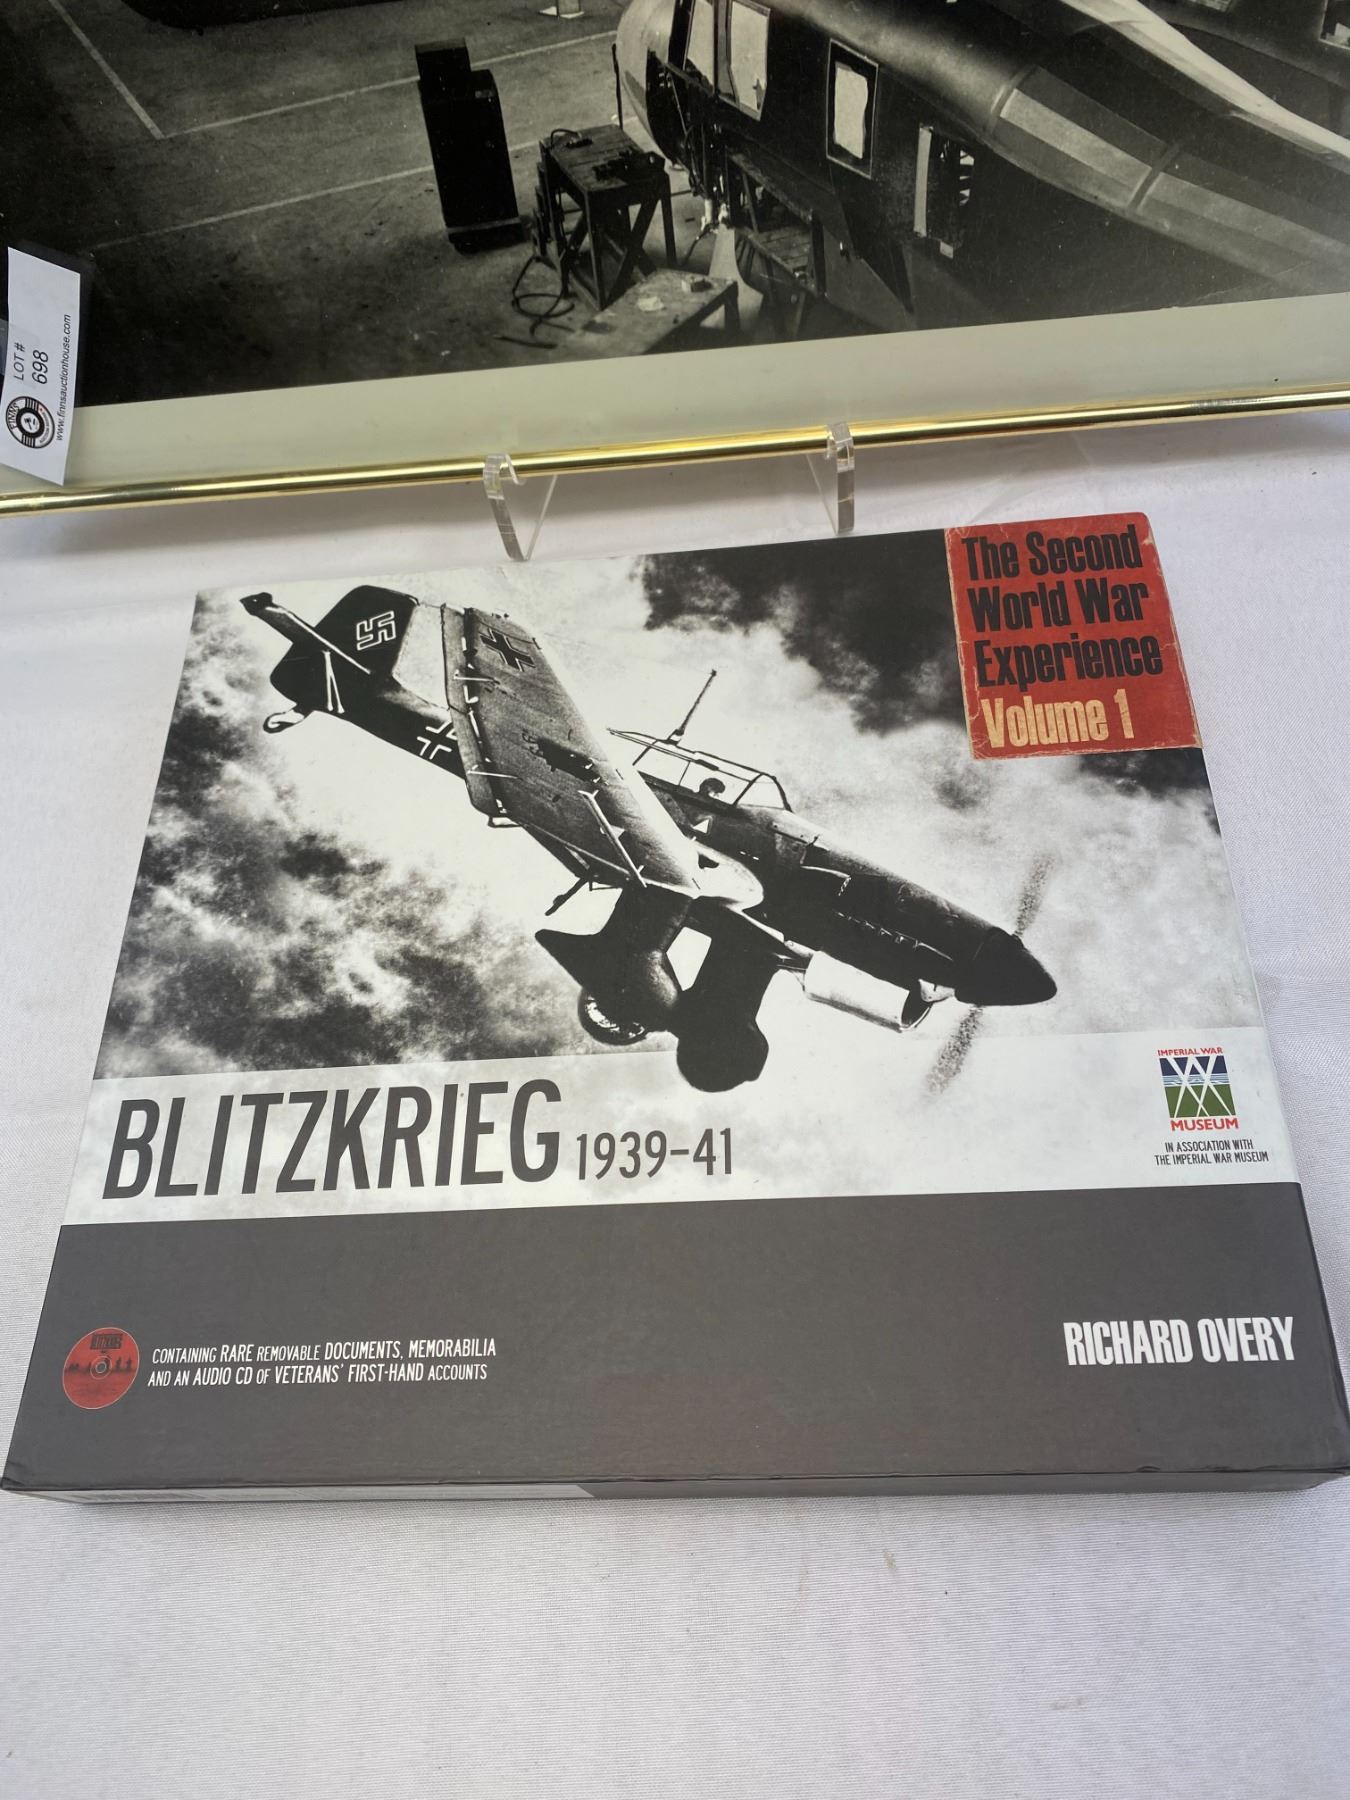 LOT #
698
www.finnsauctionhouse.com
FINNS
The Second
World War
Experience
Volume 1
IMPERIAL WAR
MUSEUM
IN ASSOCIATION WITH
THE IMPERIAL WAR MUSEUM
BLITZKRIEG 1939-41
CONTAINING RARE REMOVABLE DOCUMENTS, MEMORABILIA
AND AN AUDIO CD OF VETERANS' FIRST-HAND ACCOUNTS
RICHARD OVERY